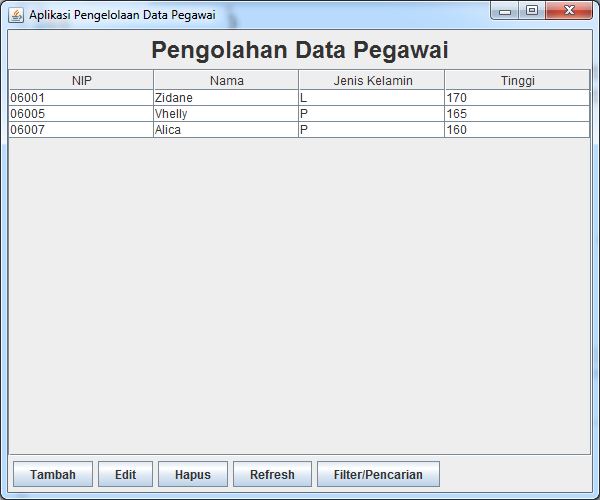 Aplikasi Pengelolaan Data Pegawai
Pengolahan Data Pegawai
NIP Nama Jenis Kelamin Tinggi
06001 Zidane L 170
06005 Vhelly P 165
06007 Alica P 160
Tambah Edit Hapus Refresh Filter/Pencarian